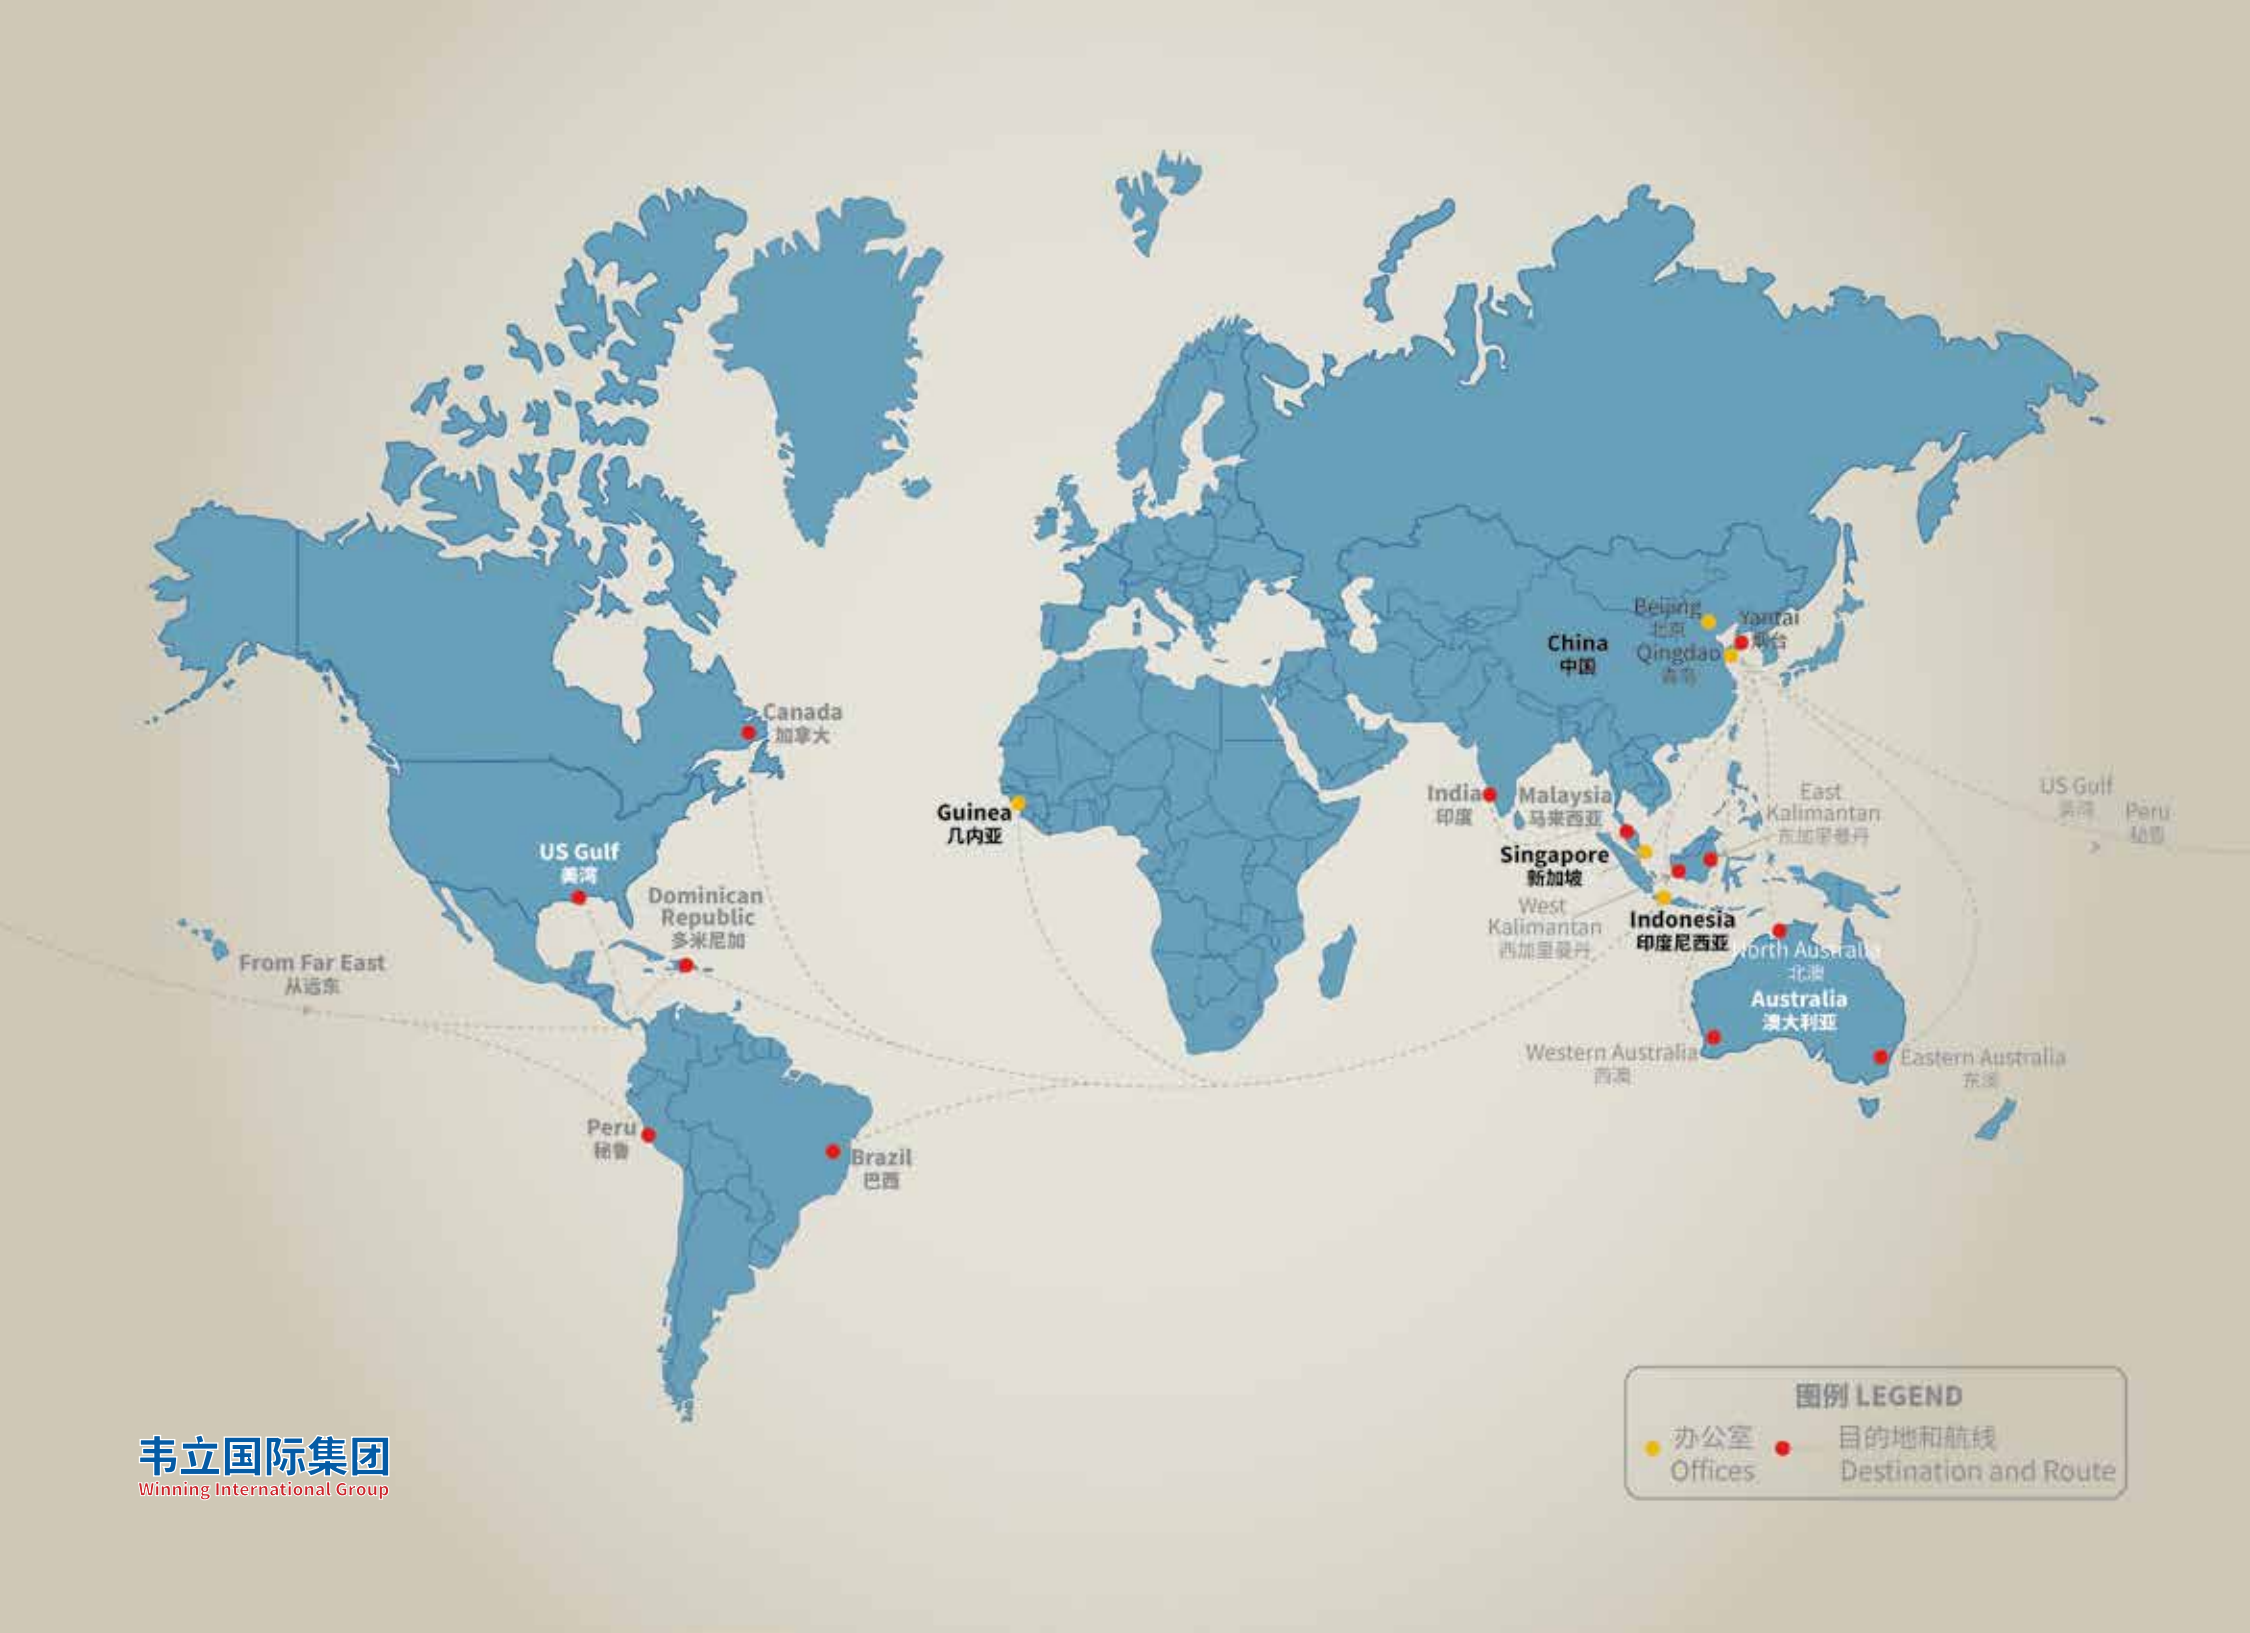 Beijing
北京
Yantai
烟台
China
中国
Qingdao
青岛
Canada
加拿大
US Gulf
美湾
Peru
秘鲁
India
印度
Malaysia
马来西亚
East
Kalimantan
东加里曼丹
Guinea
几内亚
Singapore
新加坡
US Gulf
美湾
Dominican
Republic
多米尼加
West
Kalimantan
西加里曼丹
Indonesia
印度尼西亚
North Australia
北澳
From Far East
从远东
Australia
澳大利亚
Western Australia
西澳
Eastern Australia
东澳
Peru
秘鲁
Brazil
巴西
图例 LEGEND
办公室
Offices
目的地和航线
Destination and Route
韦立国际集团
Winning International Group